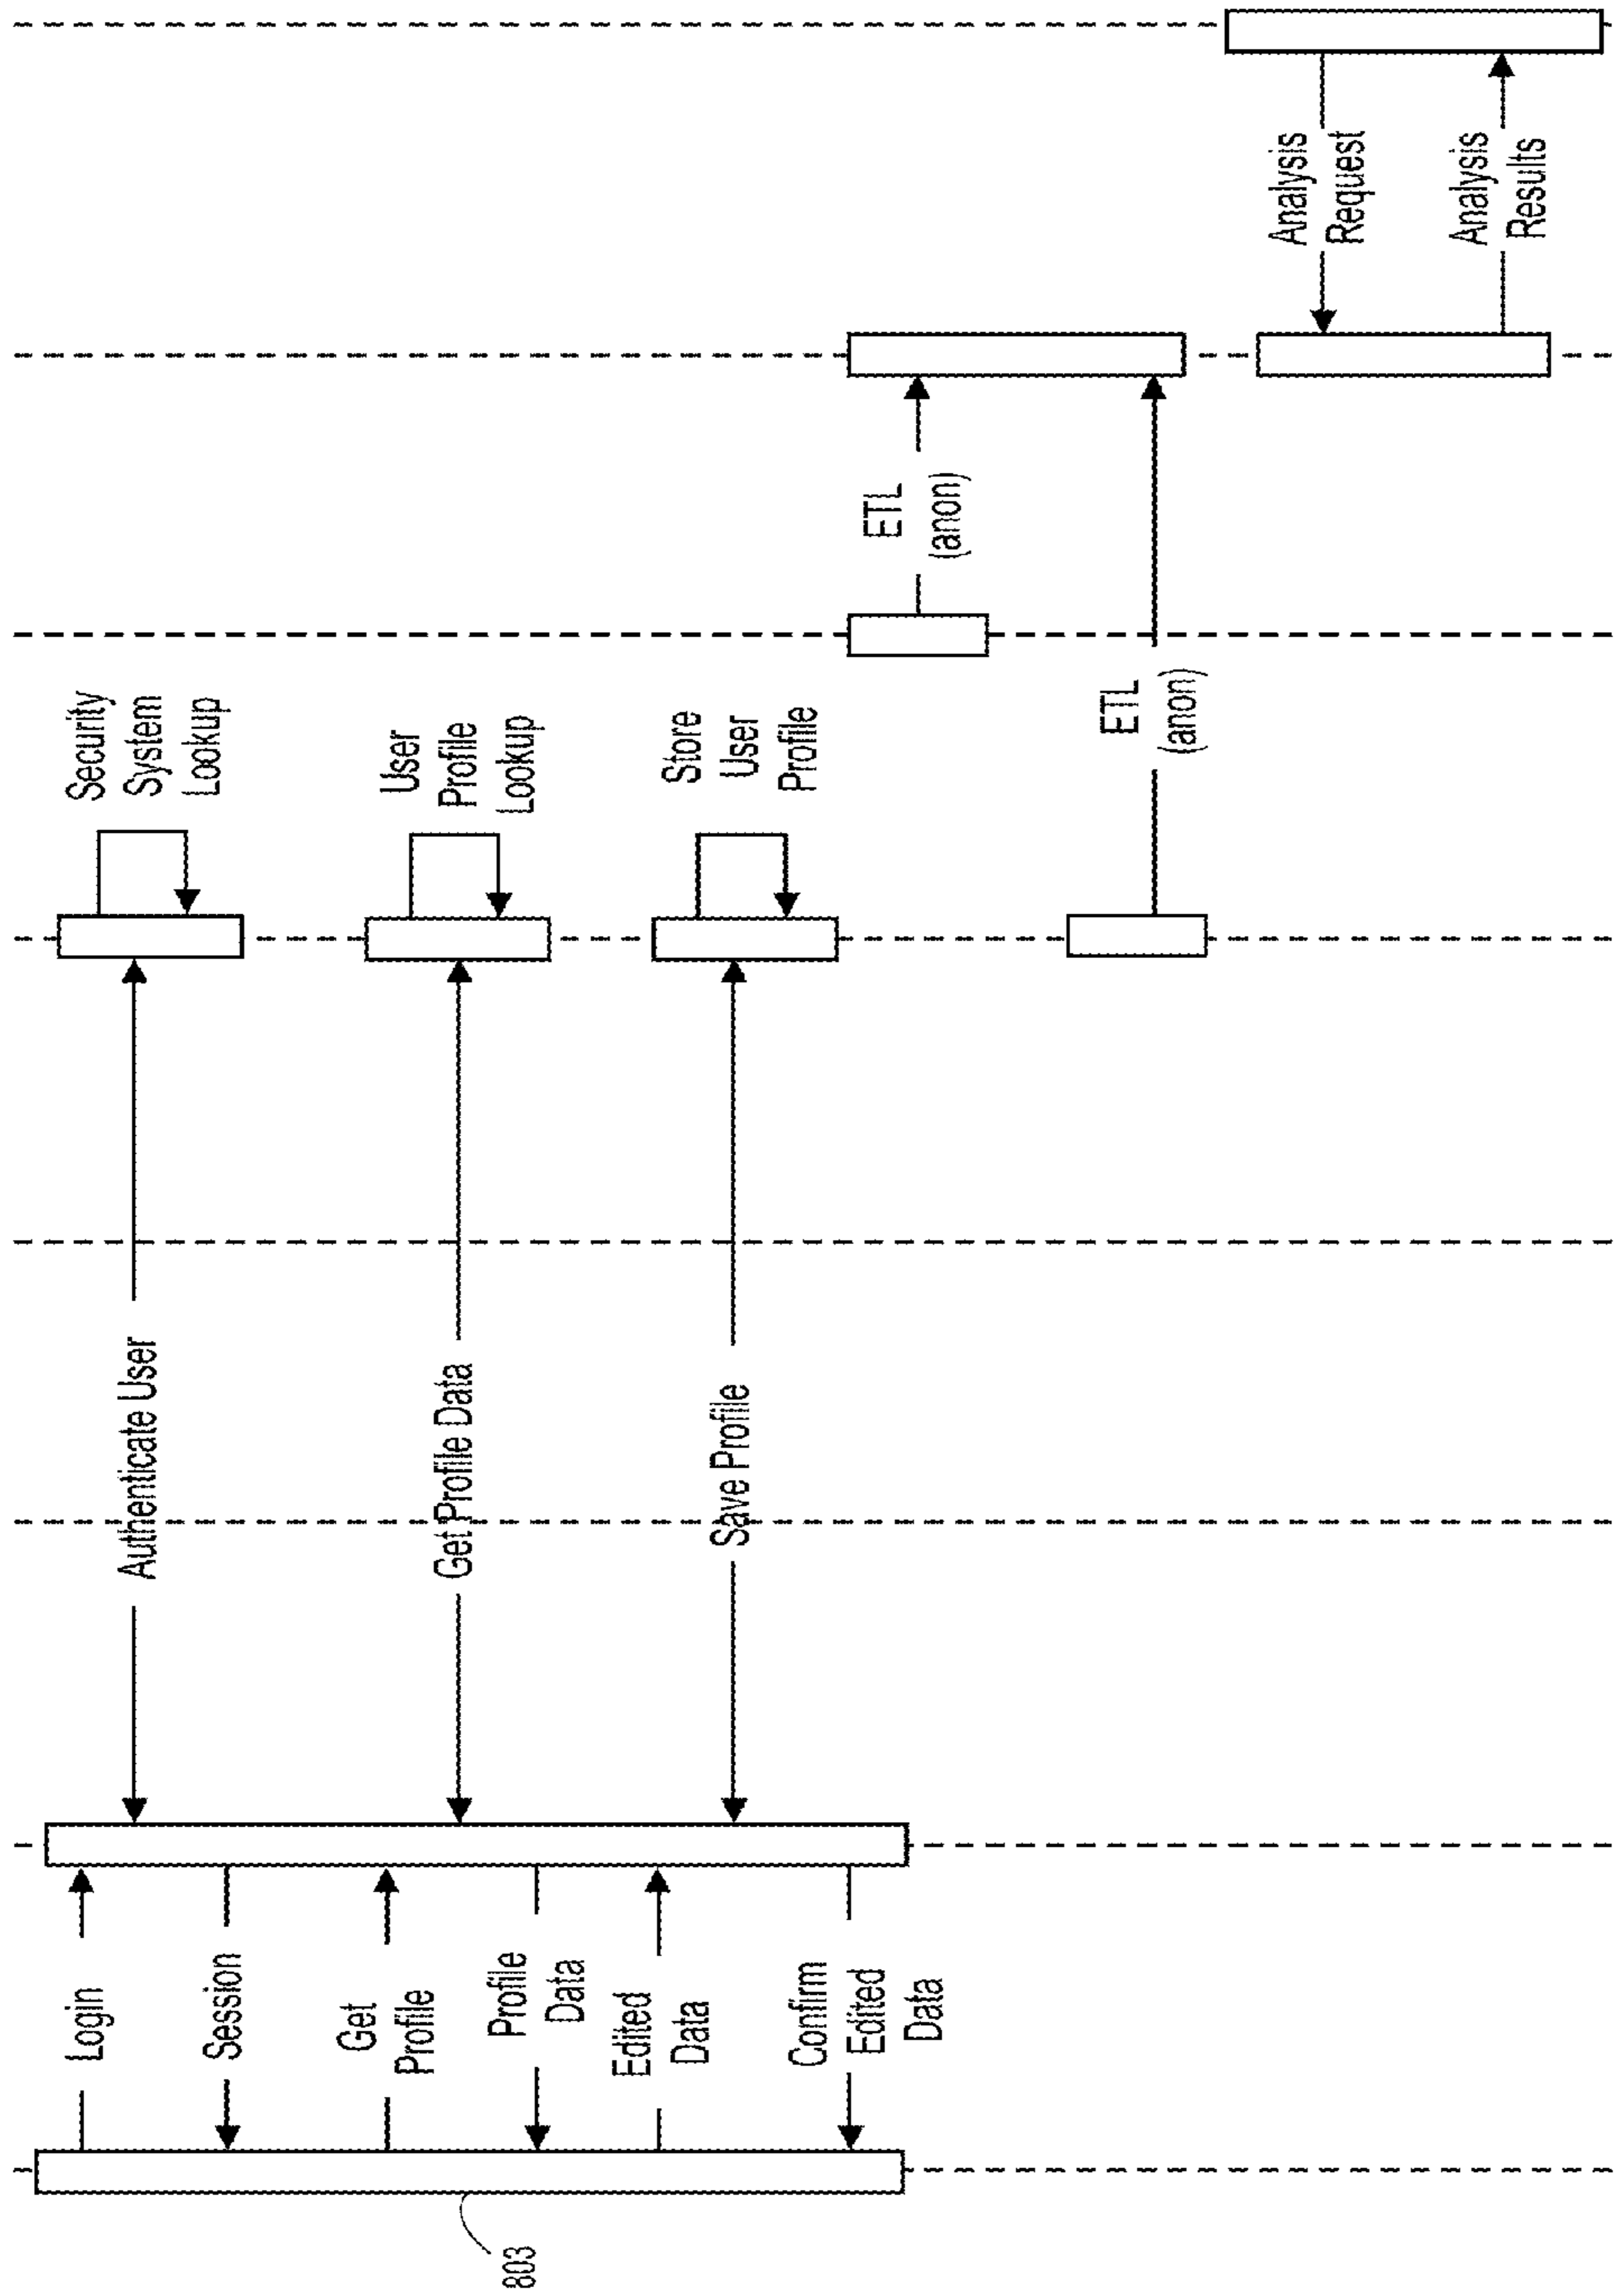 Login
Authenticate User
Security
System
Lookup
Session
Get
Profile
Get Profile Data
User
Profile
Lookup
803
Profile
Data
Edited
Data
Save Profile
Store
User
Profile
Confirm
Edited
Data
ETL
(anon)
ETL
(anon)
Analysis
Request
Analysis
Results